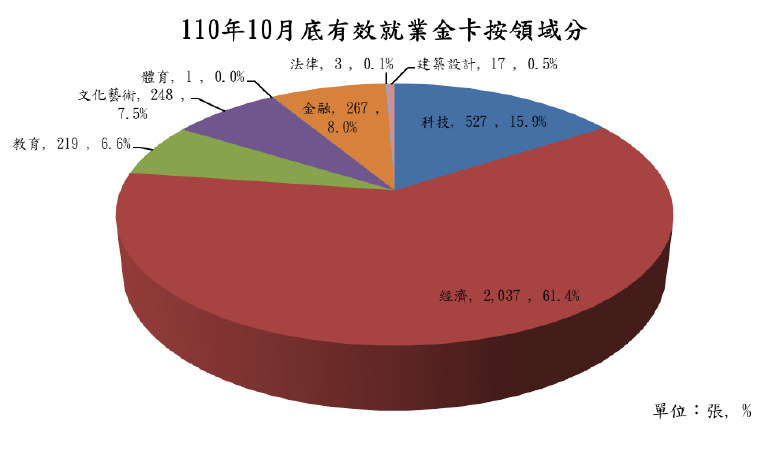 110年10月底有效就業金卡按領域分
法律, 3 , 0.1%
建築設計, 17 , 0.5%
體育, 1 , 0.0%
文化藝術, 248 ,
7.5%
金融, 267 ,
8.0%
科技, 527 , 15.9%
教育, 219 , 6.6%
經濟, 2,037 , 61.4%
單位：張, %